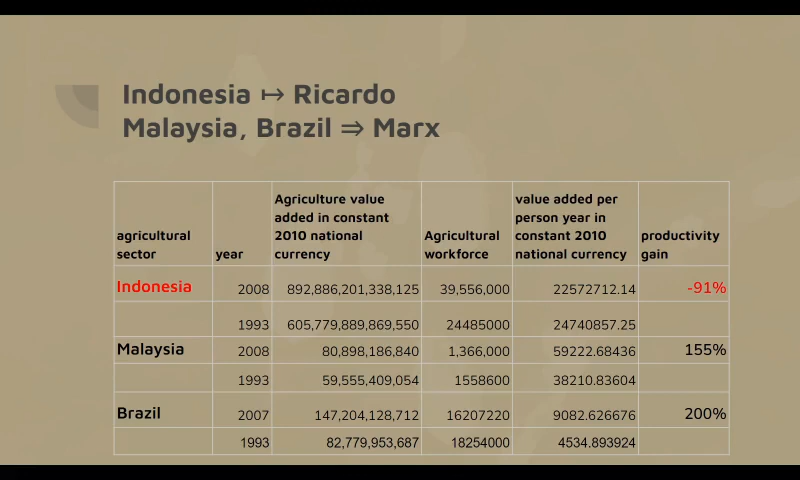 Indonesia ↦ Ricardo
Malaysia, Brazil ⇒ Marx
agricultural sector year Agriculture value added in constant 2010 national currency Agricultural workforce value added per person year in constant 2010 national currency productivity gain
Indonesia 2008 892,886,201,338,125 39,556,000 22572712.14 -91%
1993 605,779,889,869,550 24485000 24740857.25
Malaysia 2008 80,898,186,840 1,366,000 59222.68436 155%
1993 59,555,409,054 1558600 38210.83604
Brazil 2007 147,204,128,712 16207220 9082.626676 200%
1993 82,779,953,687 18254000 4534.893924